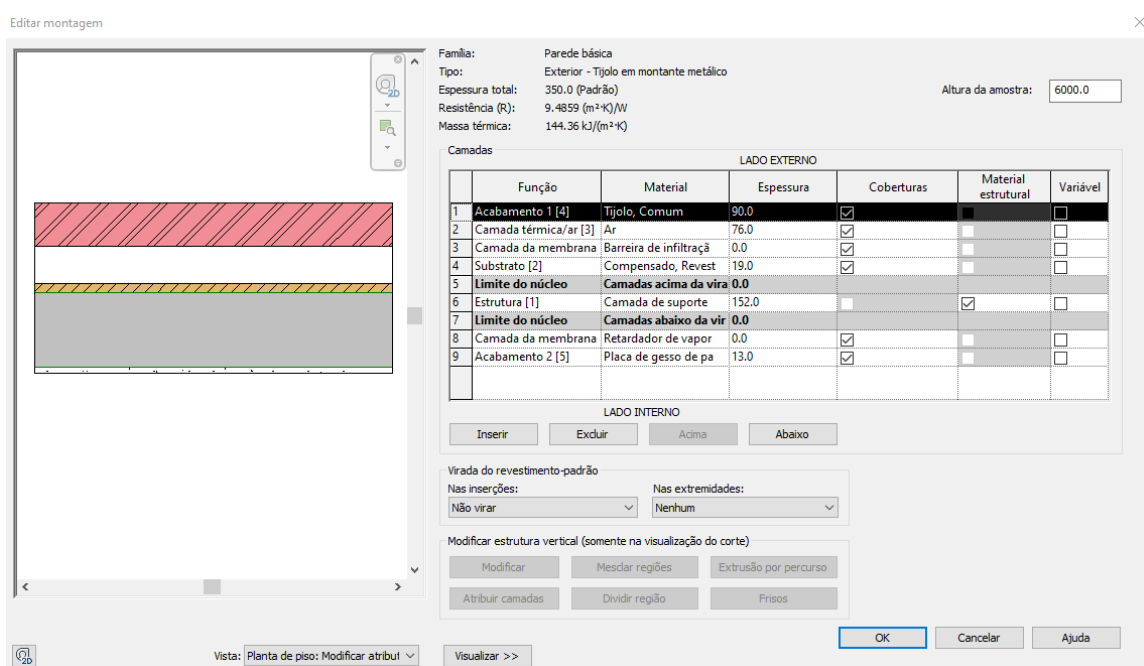 Editar montagem
2D
Família: Parede básica
Tipo: Exterior - Tijolo em montante metálico
Espessura total: 350.0 (Padrão)
Resistência (R): 9.4859 (m²·K)/W
Massa térmica: 144.36 kJ/(m²·K)
Altura da amostra: 6000.0
Camadas
LADO EXTERNO
Função Material Espessura Coberturas Material estrutural Variável
1 Acabamento 1 [4] Tijolo, Comum 90.0
2 Camada térmica/ar [3] Ar 76.0
3 Camada da membrana Barreira de infiltraçã 0.0
4 Substrato [2] Compensado, Revest 19.0
5 Limite do núcleo Camadas acima da vira 0.0
6 Estrutura [1] Camada de suporte 152.0
7 Limite do núcleo Camadas abaixo da vir 0.0
8 Camada da membrana Retardador de vapor 0.0
9 Acabamento 2 [5] Placa de gesso de pa 13.0
LADO INTERNO
Inserir Excluir Acima Abaixo
Virada do revestimento-padrão
Nas inserções: Nas extremidades:
Não virar Nenhum
Modificar estrutura vertical (somente na visualização do corte)
Modificar Mesclar regiões Extrusão por percurso
Atribuir camadas Dividir região Frisos
OK Cancelar Ajuda
2D Vista: Planta de piso: Modificar atribut Visualizar >>